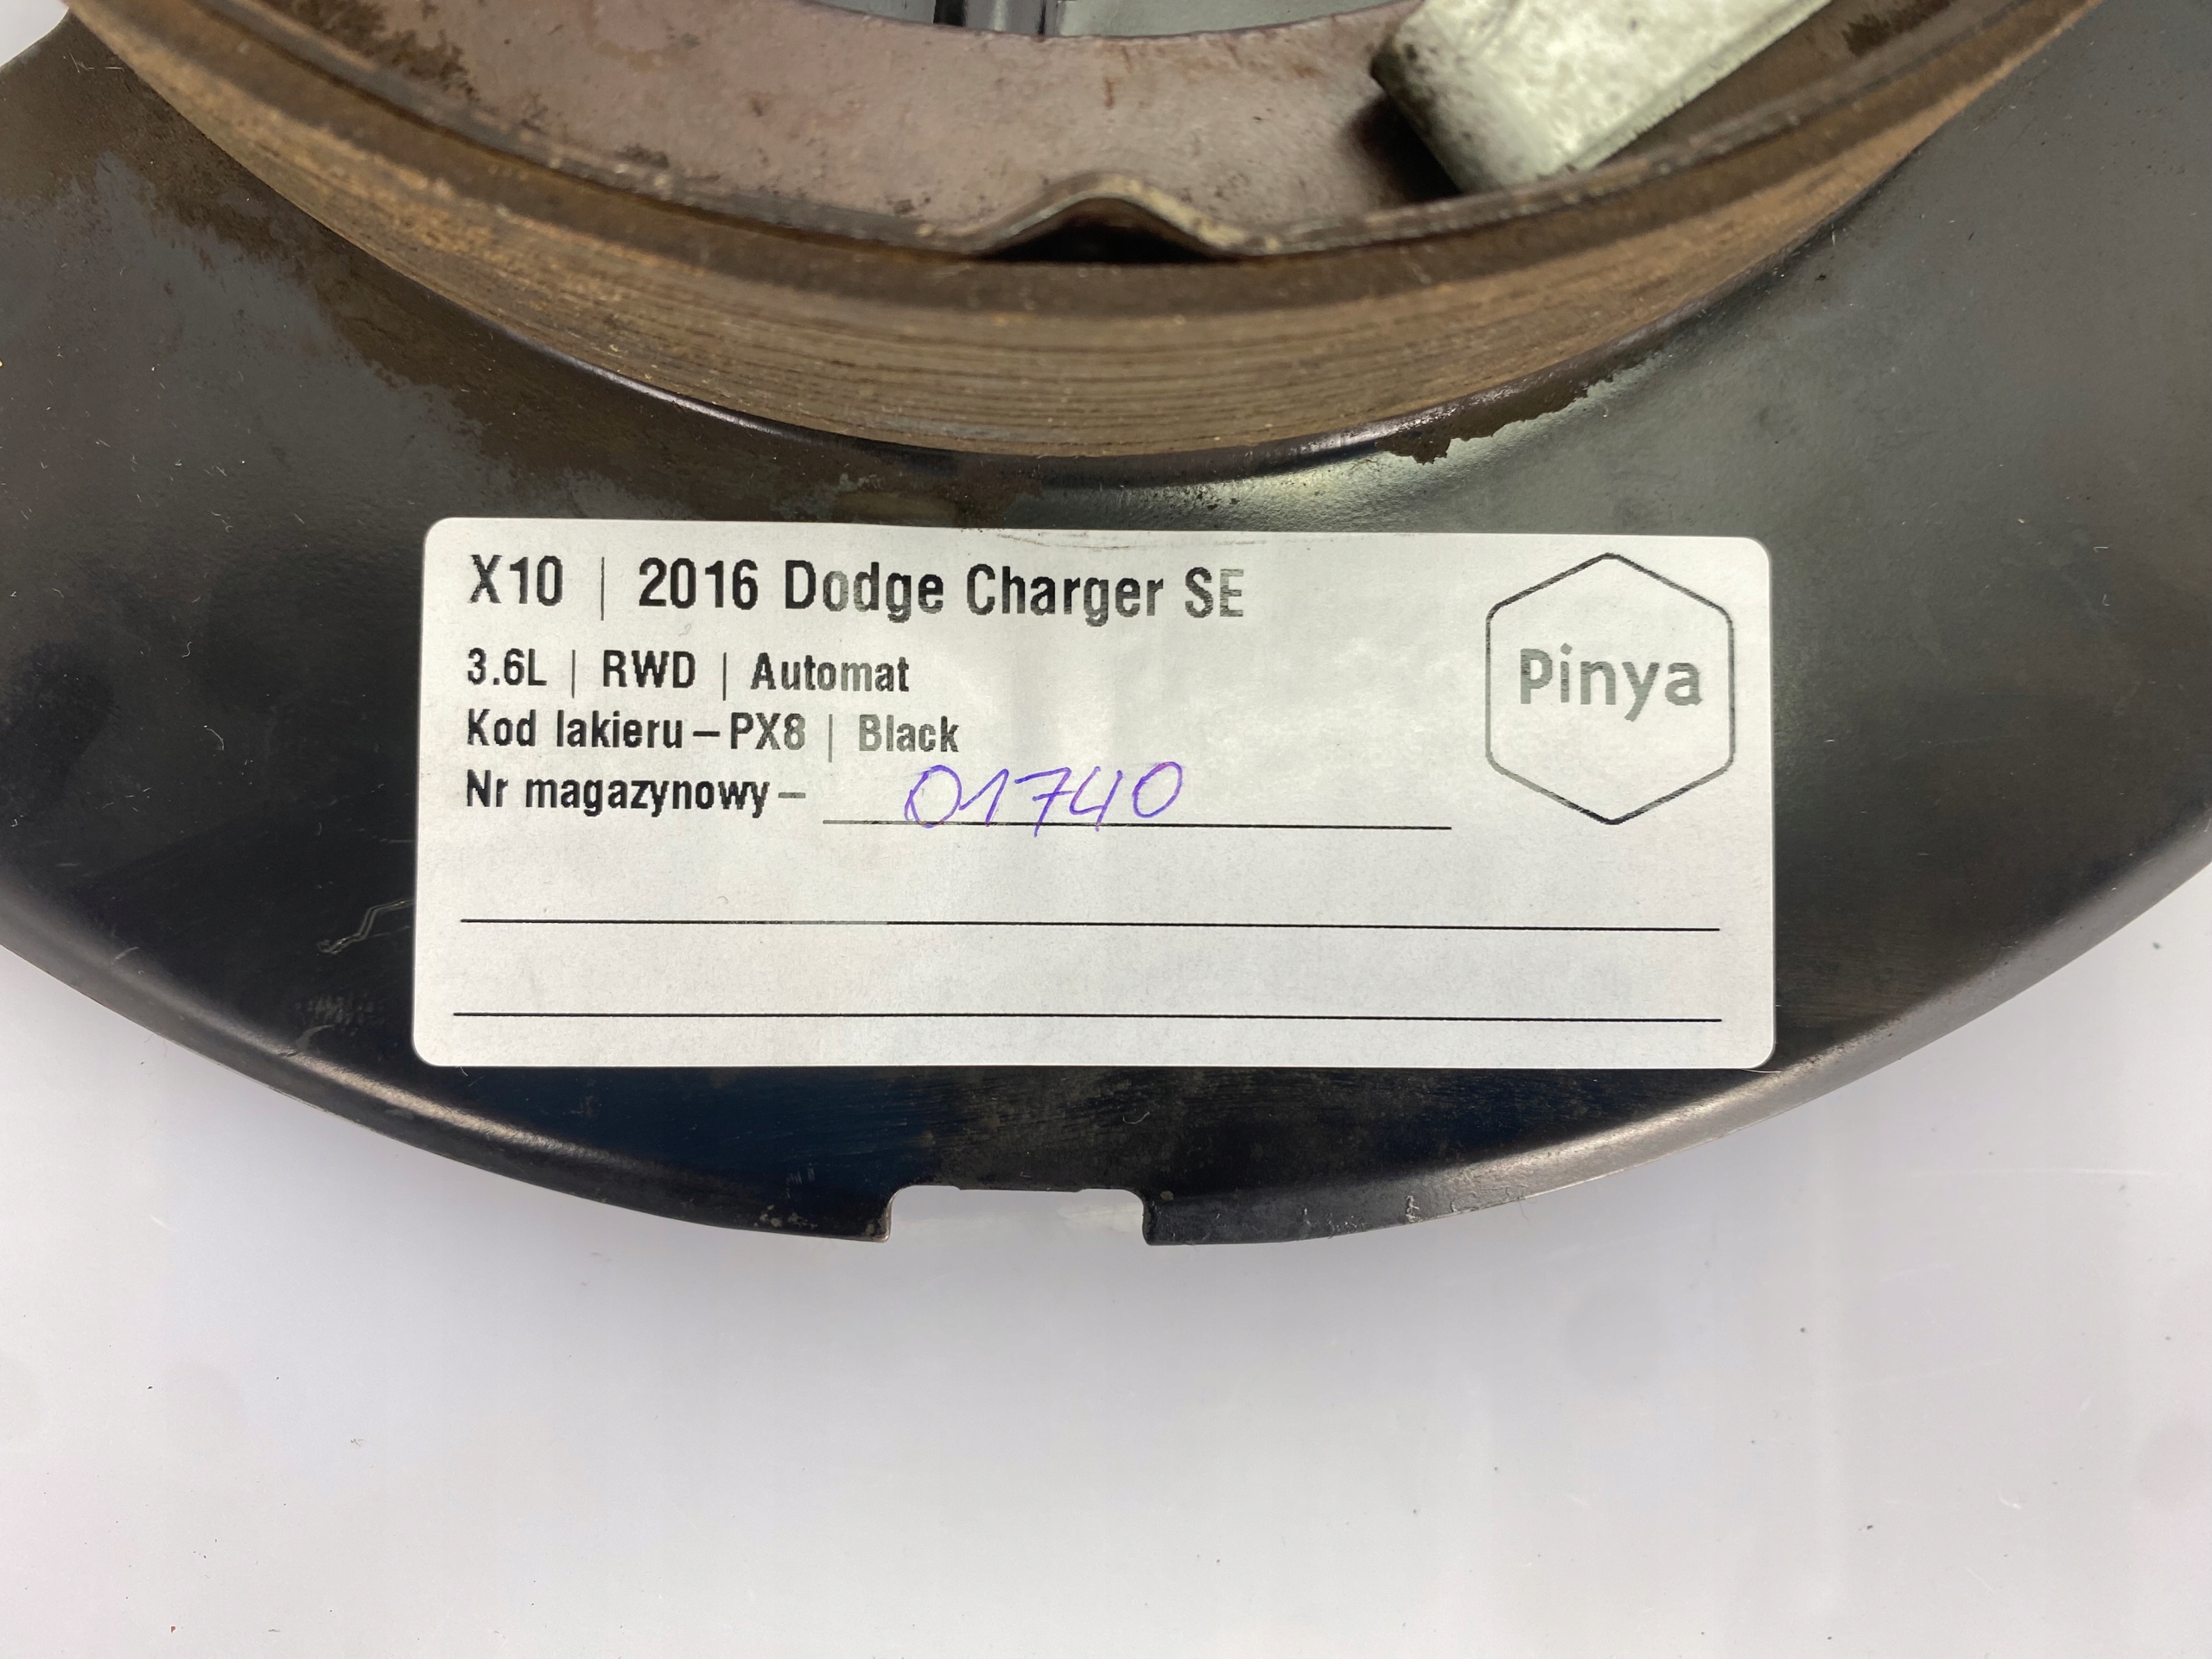 X10 | 2016 Dodge Charger SE
3.6L | RWD | Automat
Kod lakieru – PX8 | Black
Nr magazynowy – 01740
Pinya